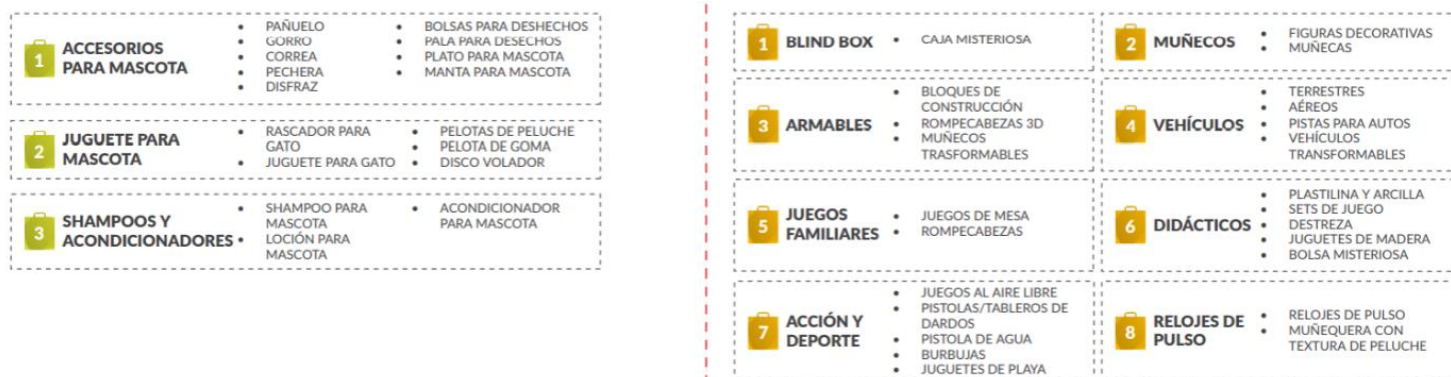 1
ACCESORIOS
PARA MASCOTA
• PAÑUELO
• GORRO
• CORREA
• PECHERA
• DISFRAZ
• BOLSAS PARA DESHECHOS
• PALA PARA DESECHOS
• PLATO PARA MASCOTA
• MANTA PARA MASCOTA
2
JUGUETE PARA
MASCOTA
• RASCADOR PARA
GATO
• JUGUETE PARA GATO
• PELOTAS DE PELUCHE
• PELOTA DE GOMA
• DISCO VOLADOR
3
SHAMPOOS Y
ACONDICIONADORES
• SHAMPOO PARA
MASCOTA
• LOCIÓN PARA
MASCOTA
• ACONDICIONADOR
PARA MASCOTA
1
BLIND BOX
• CAJA MISTERIOSA
2
MUÑECOS
• FIGURAS DECORATIVAS
• MUÑECAS
3
ARMABLES
• BLOQUES DE
CONSTRUCCIÓN
• ROMPECABEZAS 3D
• MUÑECOS
TRASFORMABLES
4
VEHÍCULOS
• TERRESTRES
• AÉREOS
• PISTAS PARA AUTOS
• VEHÍCULOS
TRANSFORMABLES
5
JUEGOS
FAMILIARES
• JUEGOS DE MESA
• ROMPECABEZAS
6
DIDÁCTICOS
• PLASTILINA Y ARCILLA
• SETS DE JUEGO
• DESTREZA
• JUGUETES DE MADERA
• BOLSA MISTERIOSA
7
ACCIÓN Y
DEPORTE
• JUEGOS AL AIRE LIBRE
• PISTOLAS/TABLEROS DE
DARDOS
• PISTOLA DE AGUA
• BURBUJAS
• JUGUETES DE PLAYA
8
RELOJES DE
PULSO
• RELOJES DE PULSO
• MUÑEQUERA CON
TEXTURA DE PELUCHE